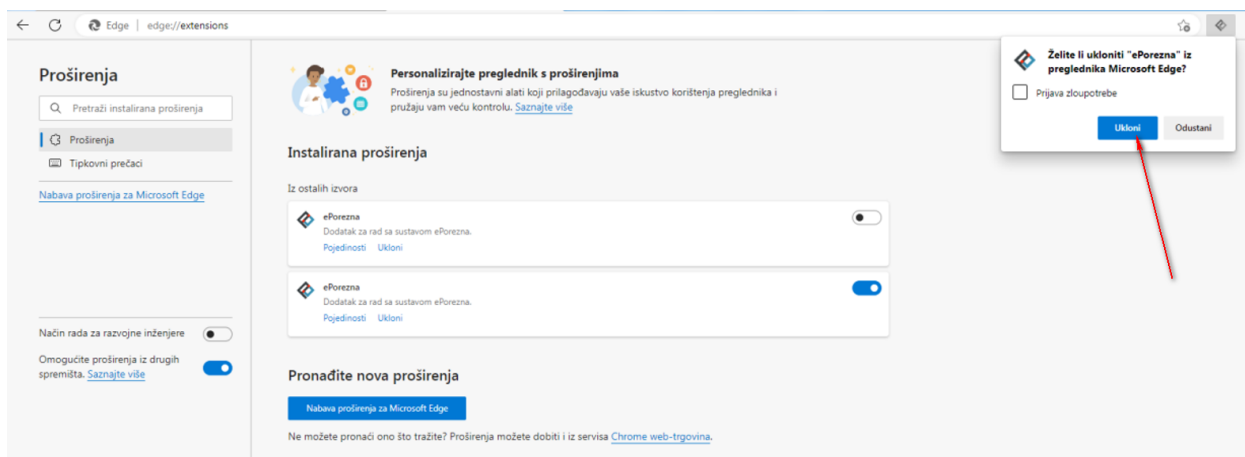 Edge | edge://extensions
Proširenja
Pretraži instalirana proširenja
Proširenja
Tipkovni prečaci
Nabava proširenja za Microsoft Edge
Način rada za razvojne inženjere
Omogućite proširenja iz drugih
spremišta. Saznajte više
Personalizirajte preglednik s proširenjima
Proširenja su jednostavni alati koji prilagođavaju vaše iskustvo korištenja preglednika i
pružaju vam veću kontrolu. Saznajte više
Instalirana proširenja
Iz ostalih izvora
ePorezna
Dodatak za rad sa sustavom ePorezna.
Pojedinosti Ukloni
ePorezna
Dodatak za rad sa sustavom ePorezna.
Pojedinosti Ukloni
Pronađite nova proširenja
Nabava proširenja za Microsoft Edge
Ne možete pronaći ono što tražite? Proširenja možete dobiti i iz servisa Chrome web-trgovina.
Želite li ukloniti "ePorezna" iz
preglednika Microsoft Edge?
Prijava zloupotrebe
Ukloni Odustani